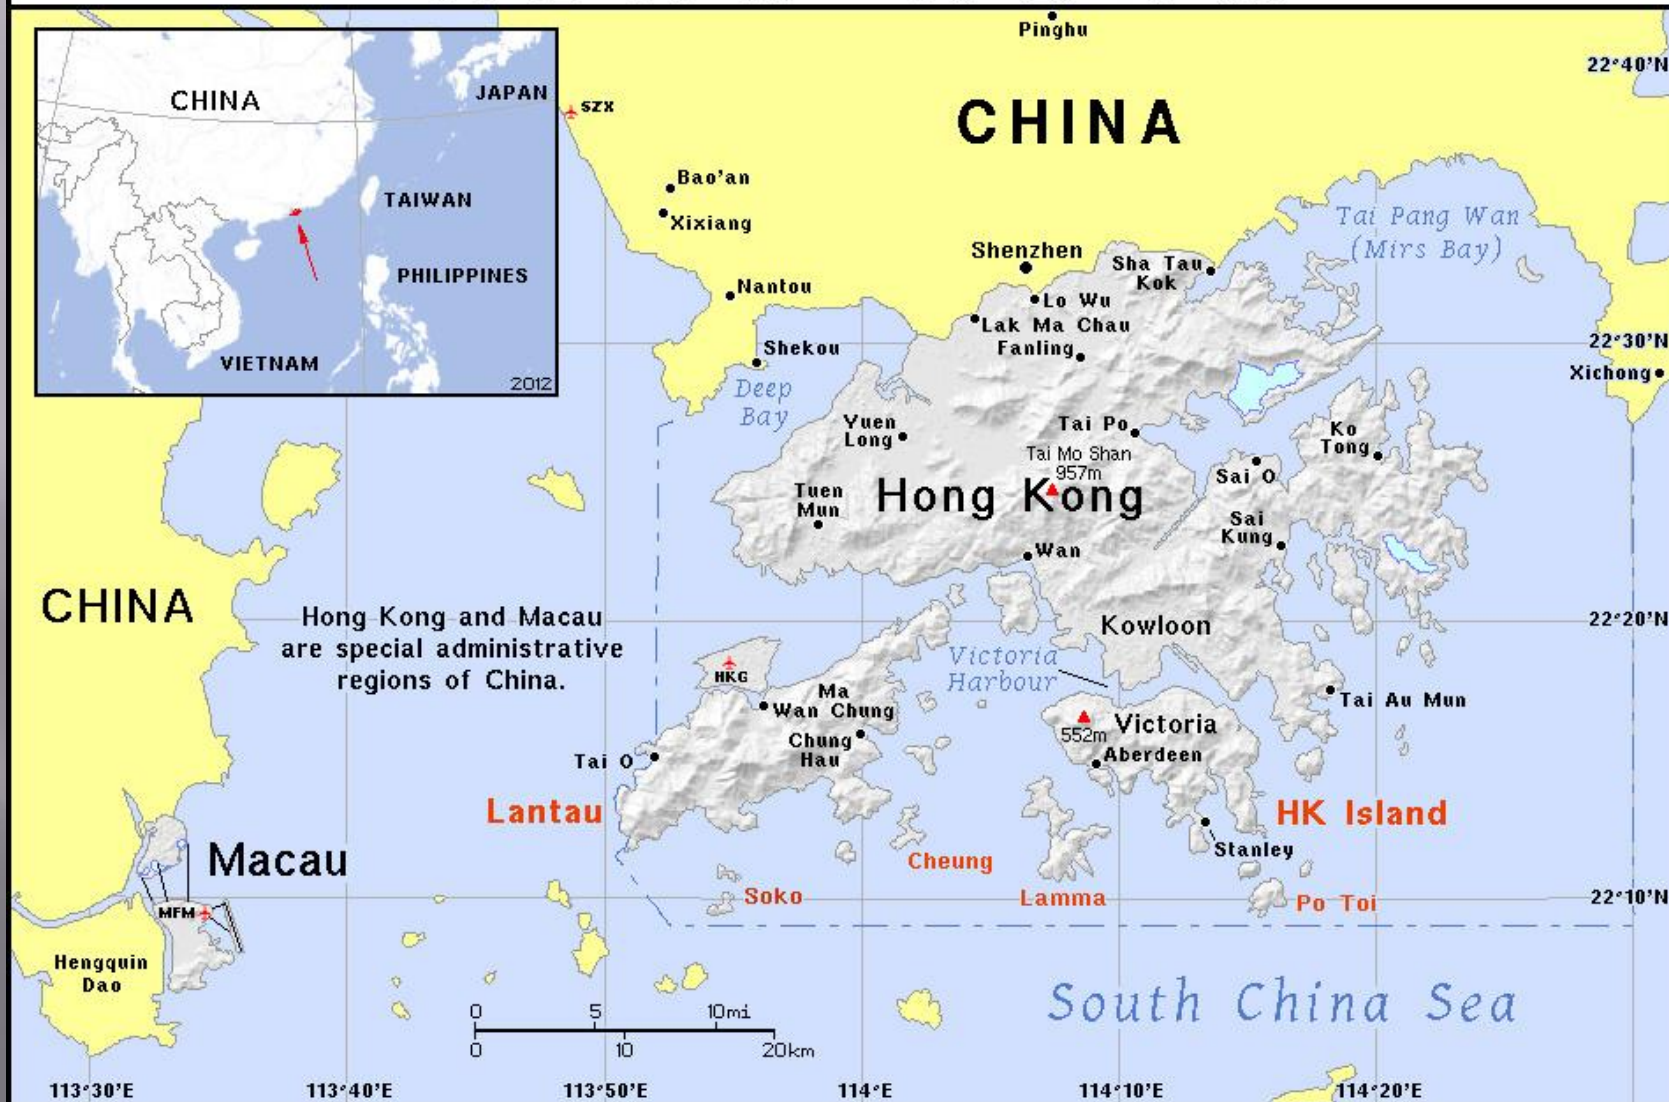 Pinghu
22°40'N
CHINA
JAPAN
TAIWAN
PHILIPPINES
VIETNAM
2012
SZX
CHINA
Bao'an
Xixiang
Tai Pang Wan
(Mirs Bay)
Shenzhen
Sha Tau
Kok
Nantou
Lo Wu
Lak Ma Chau
Fanling
22°30'N
Shekou
Xichong
Deep
Bay
Yuen
Long
Tai Po
Ko
Tong
Tai Mo Shan
957m
Sai O
Tuen
Mun
Hong Kong
Sai
Kung
Wan
CHINA
Hong Kong and Macau
are special administrative
regions of China.
22°20'N
Kowloon
Victoria
Harbour
HKG
Ma
Wan Chung
Tai Au Mun
Chung
Hau
Victoria
552m
Aberdeen
Tai O
Lantau
HK Island
Stanley
Macau
Cheung
Soko
Lamma
Po Toi
22°10'N
MFM
Hengquin
Dao
South China Sea
0 5 10mi
0 10 20km
113°30'E 113°40'E 113°50'E 114°E 114°10'E 114°20'E